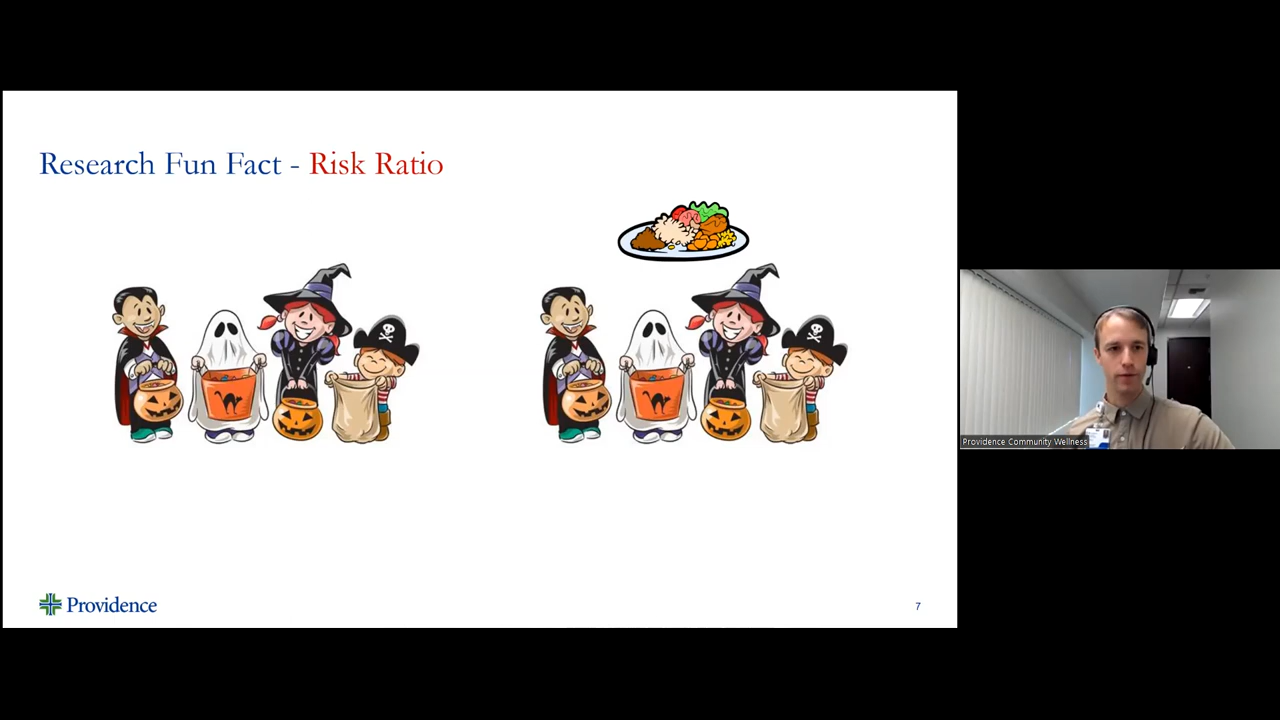 Research Fun Fact - Risk Ratio
Providence
7
Providence Community Wellness